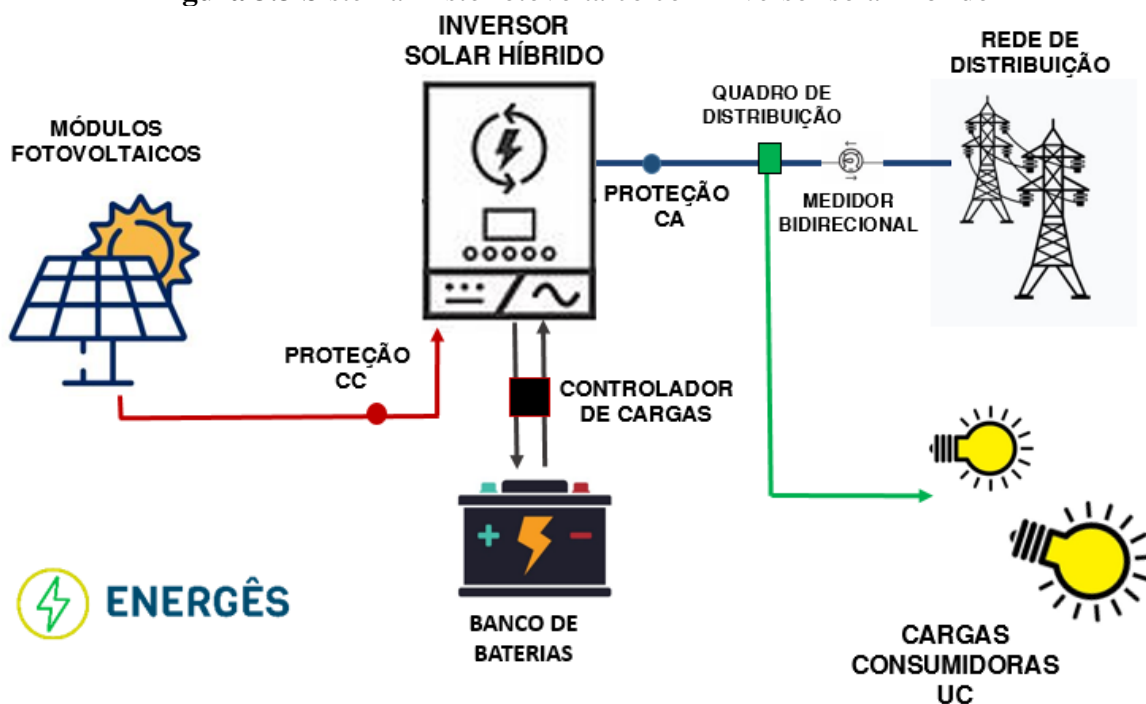 INVERSOR
SOLAR HÍBRIDO
REDE DE
DISTRIBUIÇÃO
QUADRO DE
DISTRIBUIÇÃO
MÓDULOS
FOTOVOLTAICOS
PROTEÇÃO
CA
MEDIDOR
BIDIRECIONAL
PROTEÇÃO
CC
CONTROLADOR
DE CARGAS
ENERGÊS
BANCO DE
BATERIAS
CARGAS
CONSUMIDORAS
UC